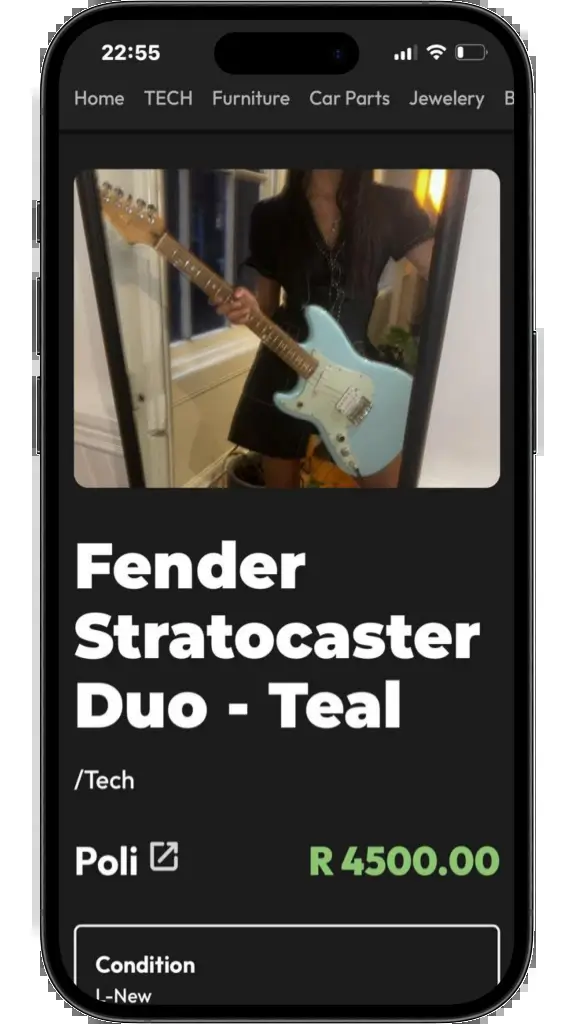 22:55
Home TECH Furniture Car Parts Jewelery B
Fender
Stratocaster
Duo - Teal
/Tech
Poli R 4500.00
Condition
L-New